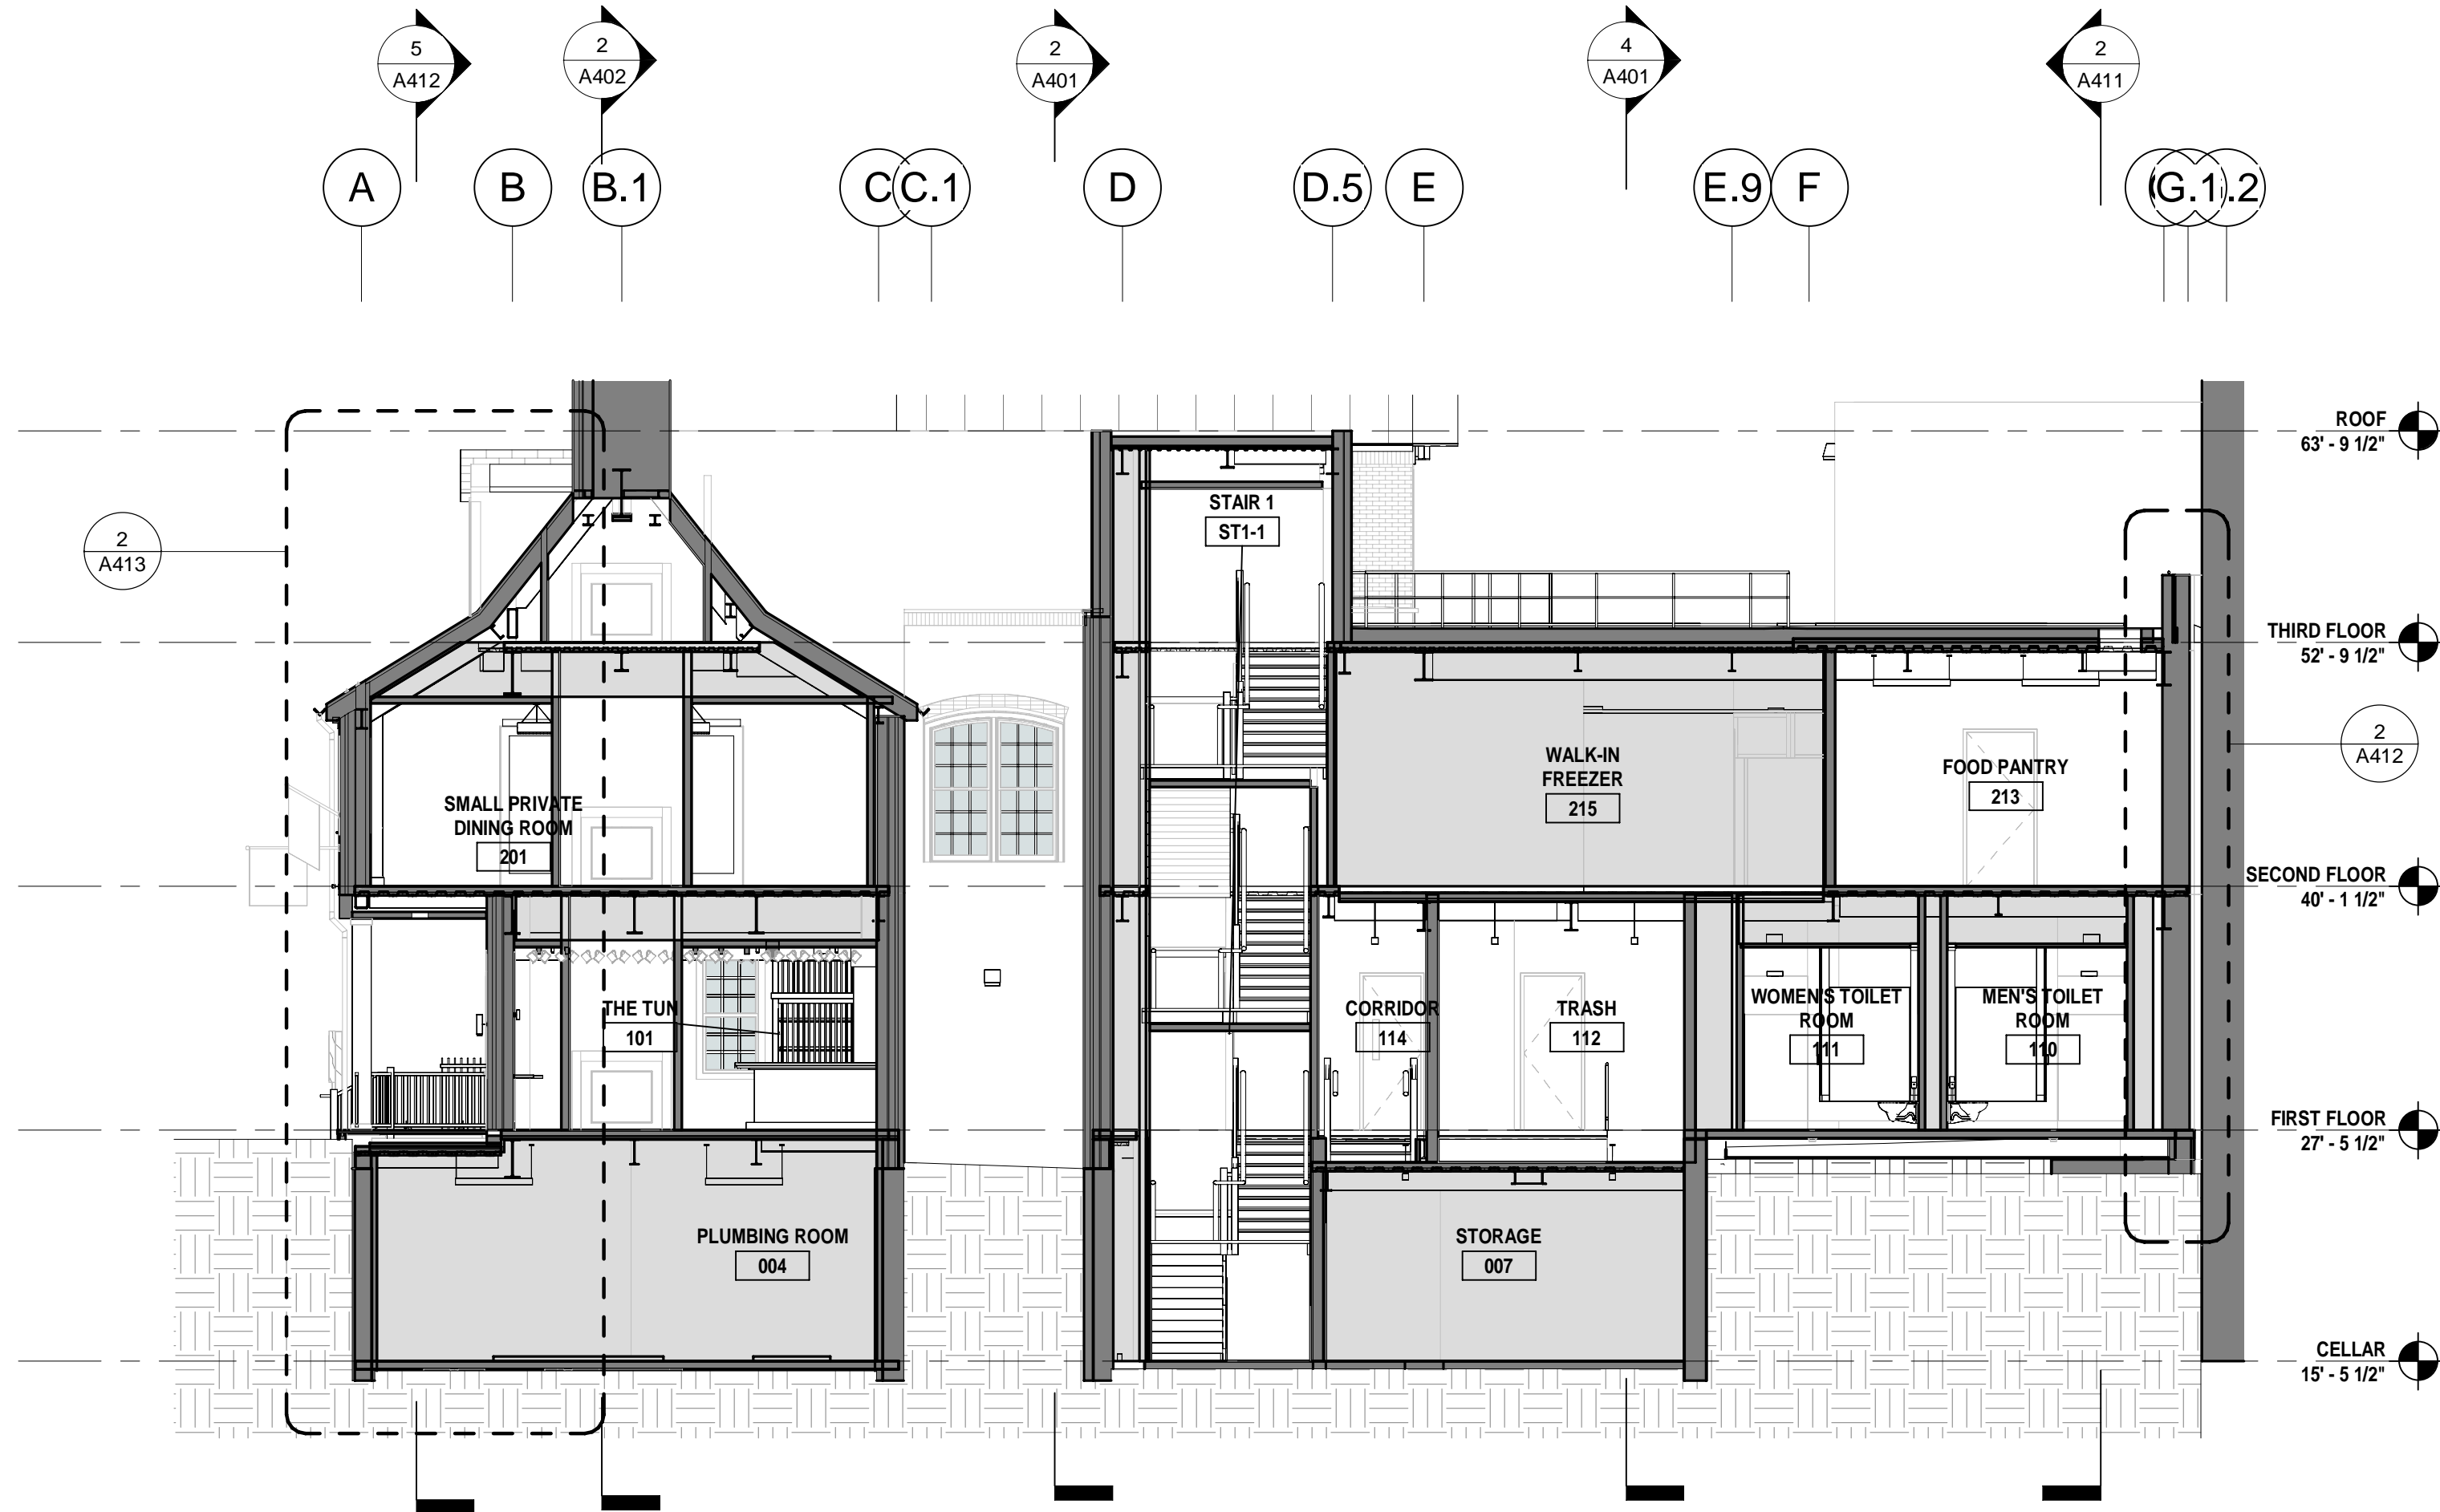 5
A412
2
A402
2
A401
4
A401
2
A411
A
B
B.1
C
C.1
D
D.5
E
E.9
F
G.1
.2
ROOF
63' - 9 1/2"
STAIR 1
ST1-1
2
A413
THIRD FLOOR
52' - 9 1/2"
2
A412
WALK-IN
FREEZER
215
FOOD PANTRY
213
SMALL PRIVATE
DINING ROOM
201
SECOND FLOOR
40' - 1 1/2"
THE TUN
101
CORRIDOR
114
TRASH
112
WOMEN'S TOILET
ROOM
111
MEN'S TOILET
ROOM
110
FIRST FLOOR
27' - 5 1/2"
PLUMBING ROOM
004
STORAGE
007
CELLAR
15' - 5 1/2"